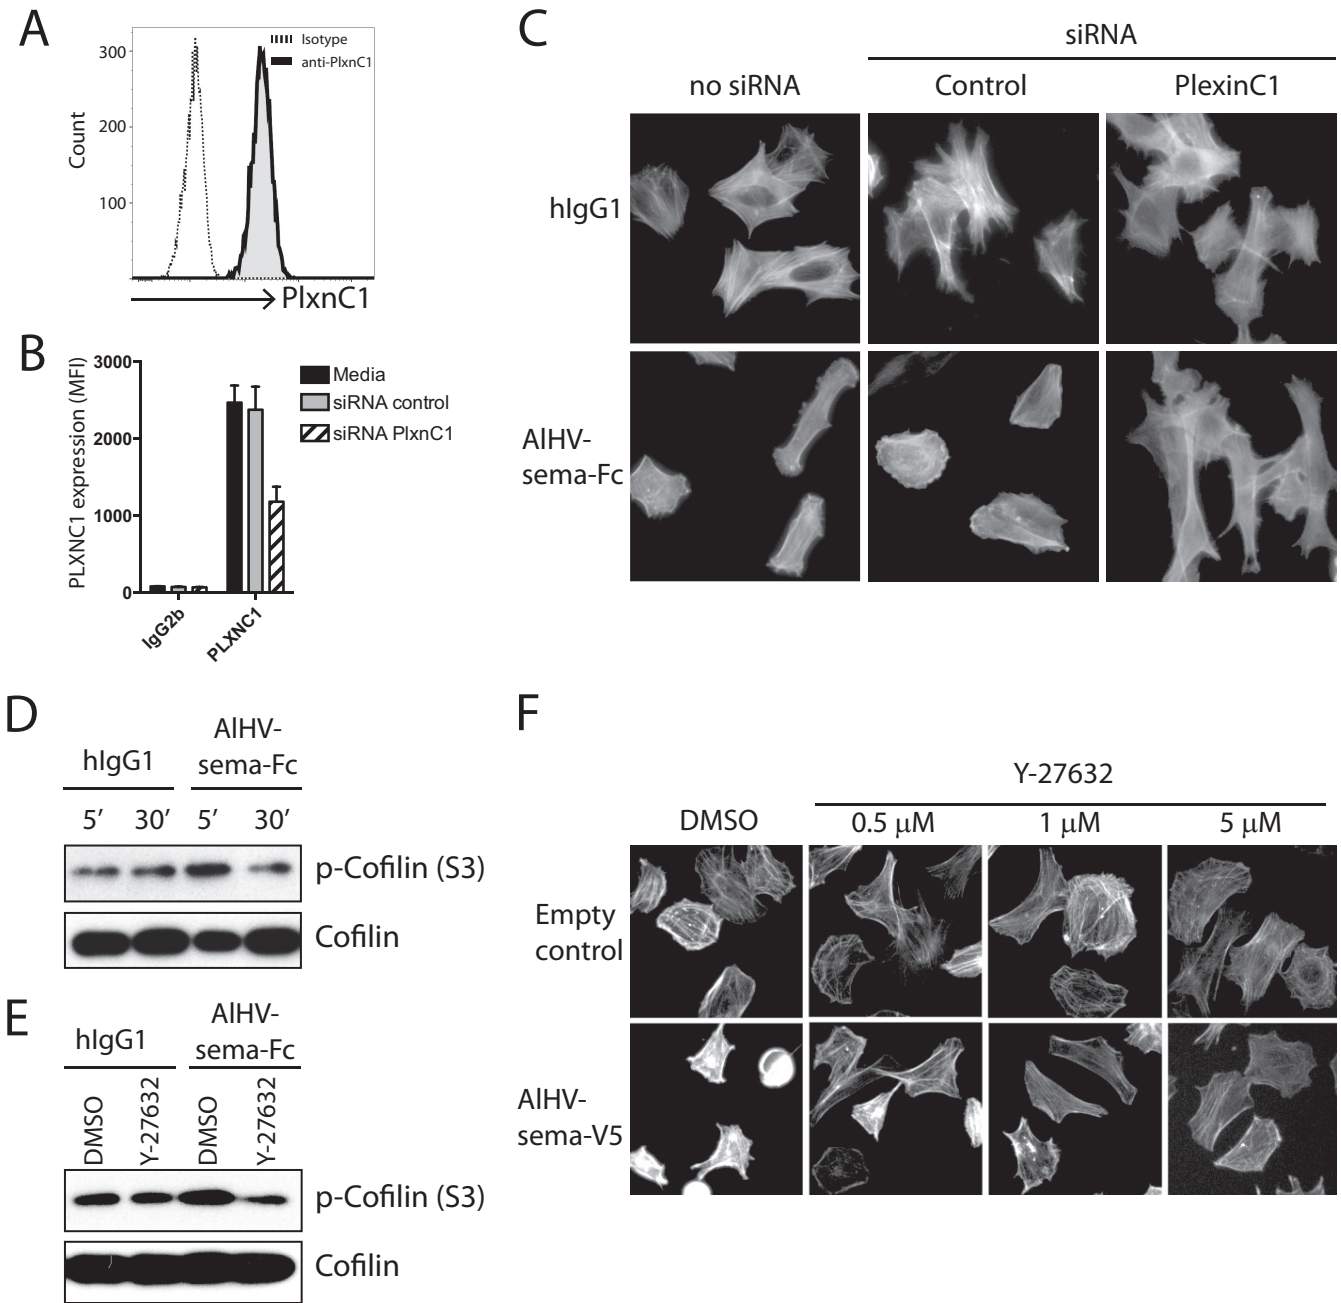 A
Isotype
anti-PlxnC1
Count
300
200
100
PlxnC1
B
PLXNC1 expression (MFI)
3000
2000
1000
0
IgG2b
PLXNC1
Media
siRNA control
siRNA PlxnC1
C
siRNA
no siRNA
Control
PlexinC1
hIgG1
AlHV-
sema-Fc
D
hIgG1
AlHV-
sema-Fc
5′ 30′ 5′ 30′
p-Cofilin (S3)
Cofilin
E
hIgG1
AlHV-
sema-Fc
DMSO
Y-27632
DMSO
Y-27632
p-Cofilin (S3)
Cofilin
F
Y-27632
DMSO
0.5 μM
1 μM
5 μM
Empty
control
AlHV-
sema-V5